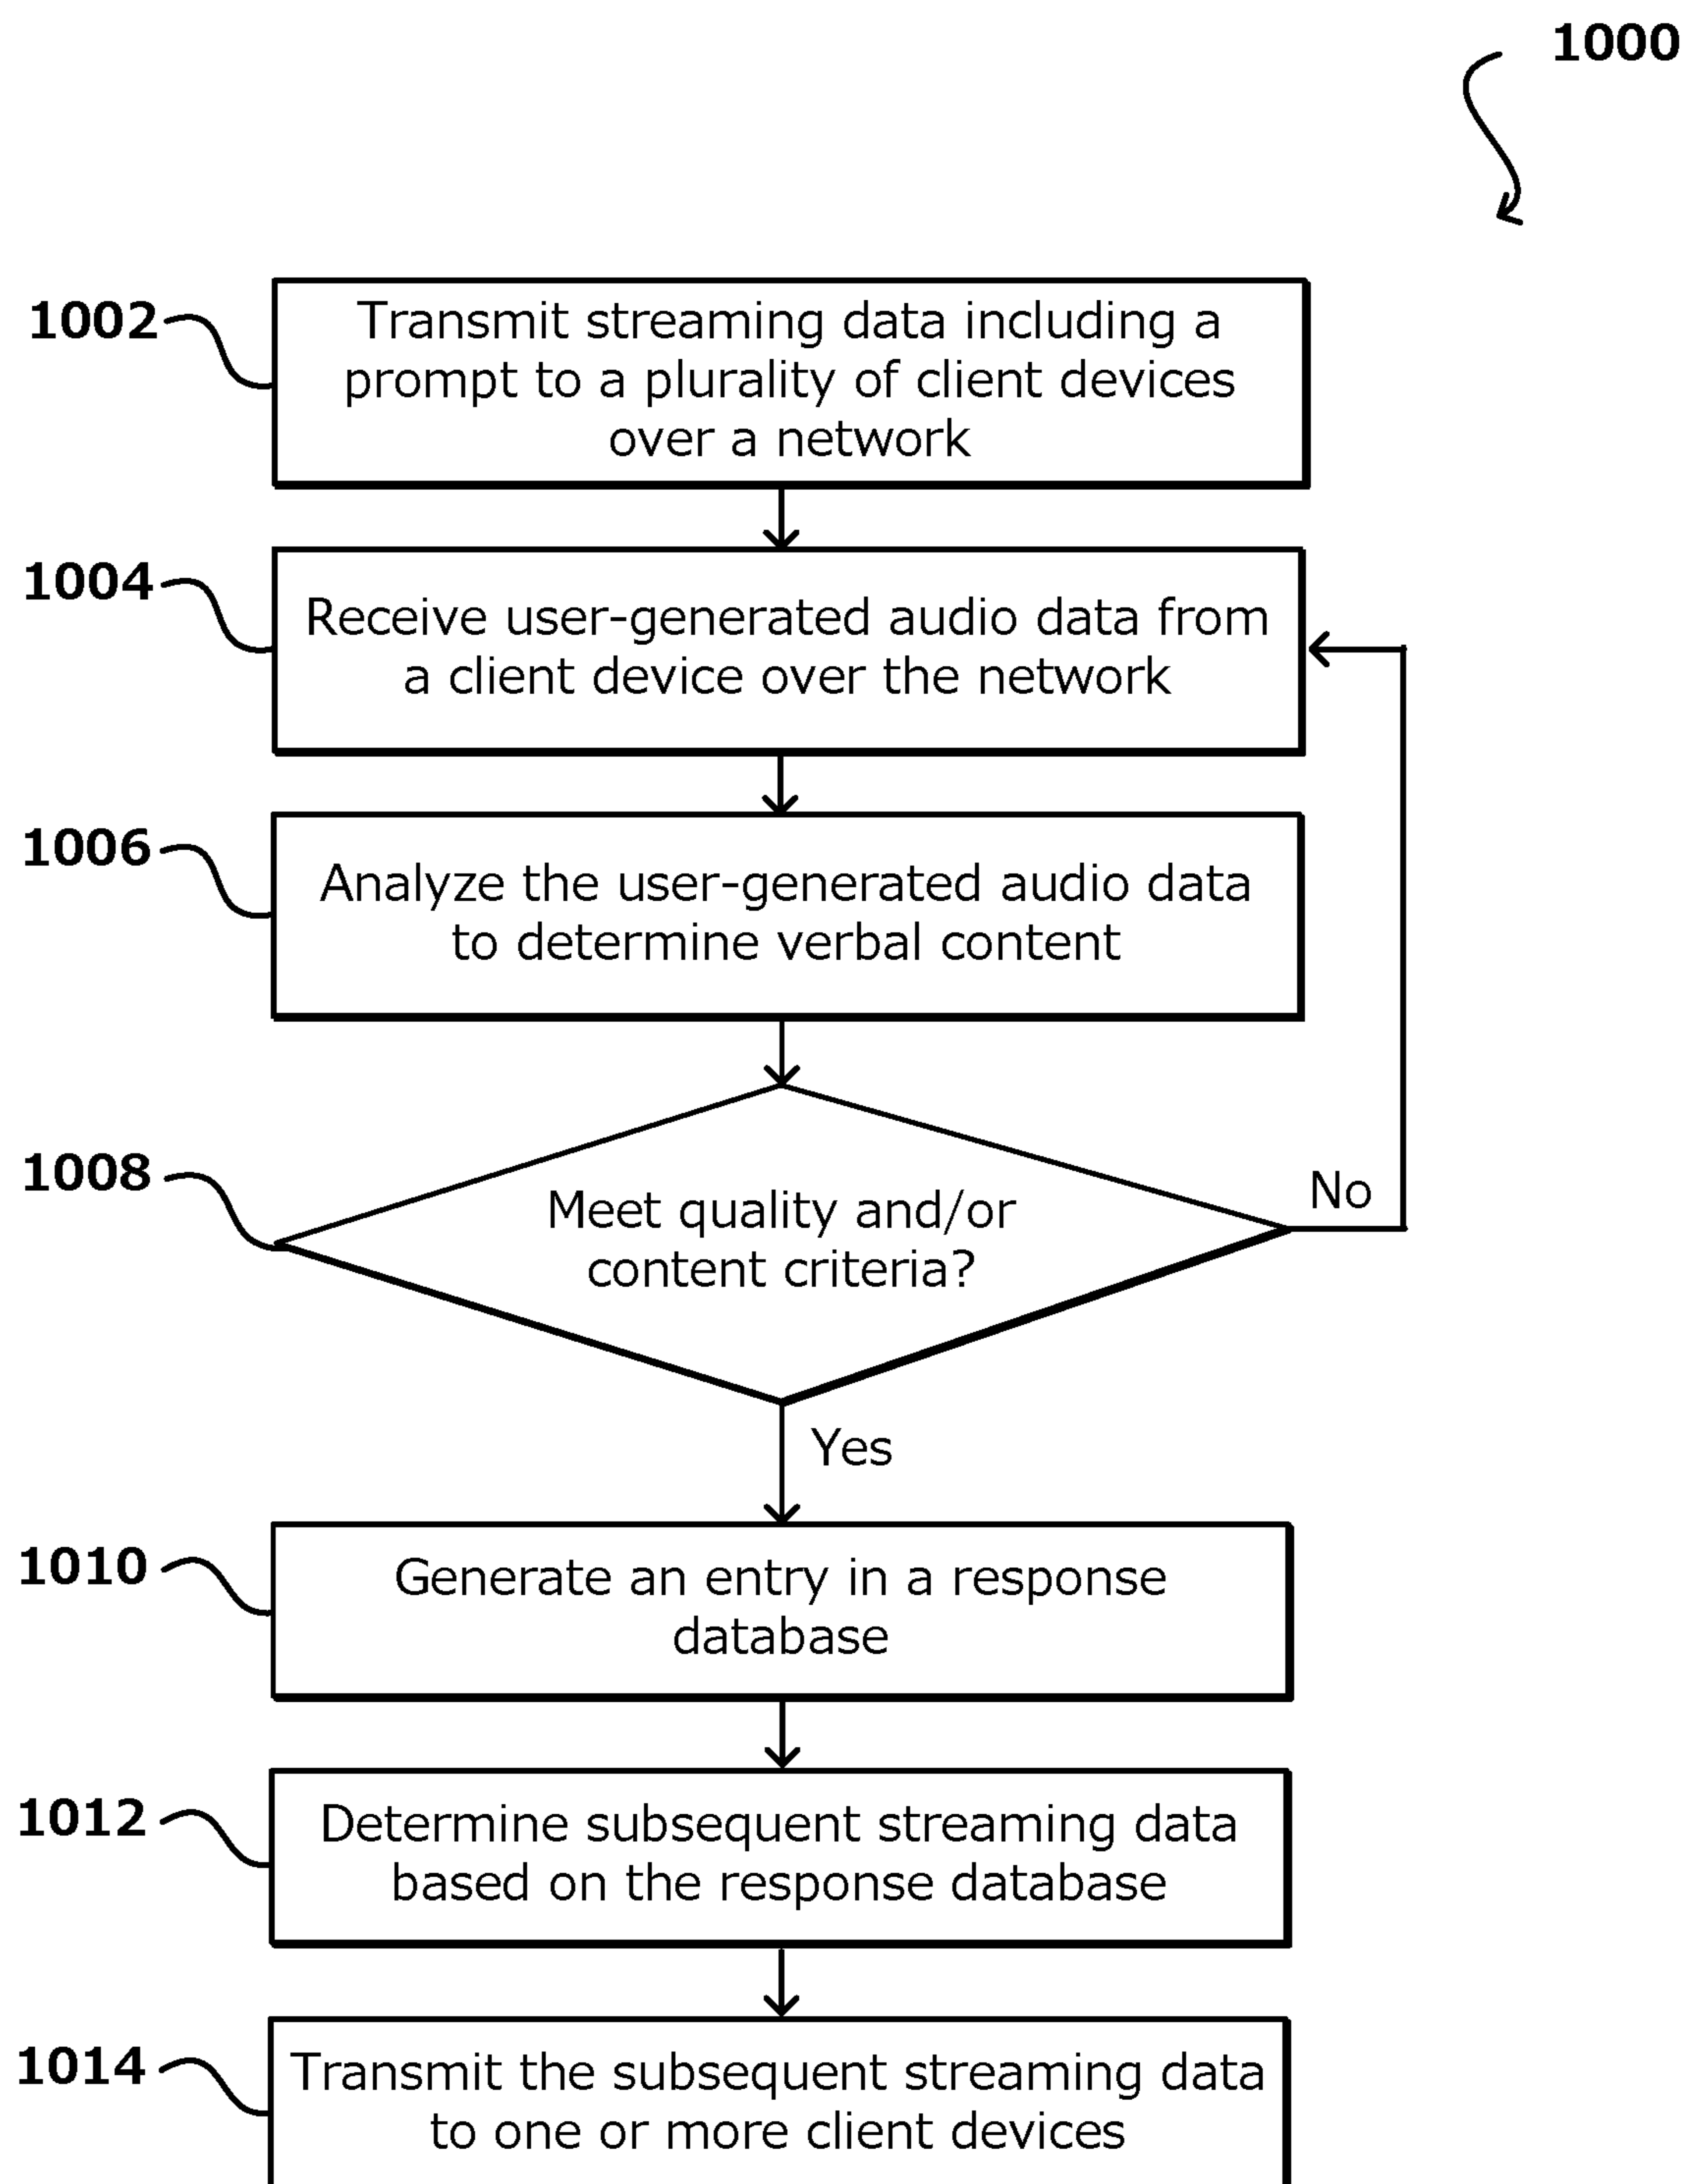 1000
1002
Transmit streaming data including a
prompt to a plurality of client devices
over a network
1004
Receive user-generated audio data from
a client device over the network
1006
Analyze the user-generated audio data
to determine verbal content
1008
Meet quality and/or
content criteria?
No
Yes
1010
Generate an entry in a response
database
1012
Determine subsequent streaming data
based on the response database
1014
Transmit the subsequent streaming data
to one or more client devices